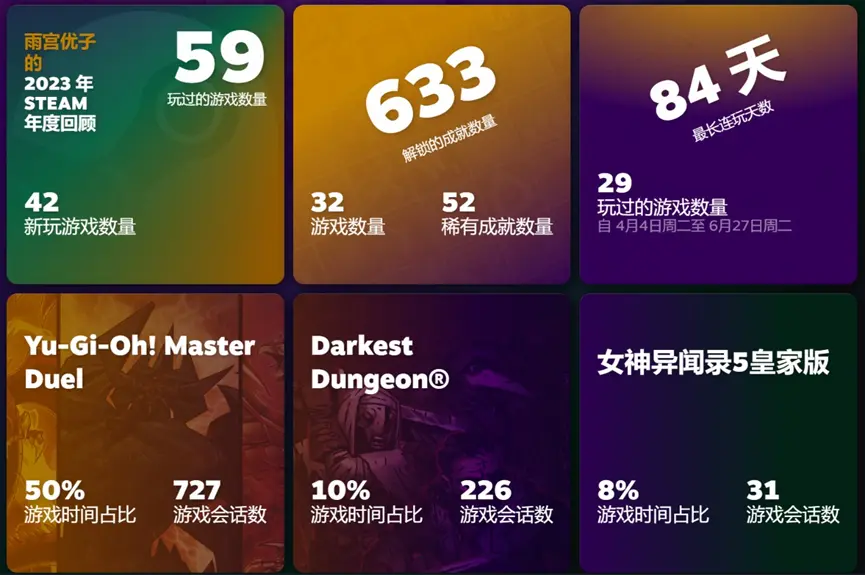 雨宫优子
的
2023 年
STEAM
年度回顾
59
玩过的游戏数量
42
新玩游戏数量
633
解锁的成就数量
32
游戏数量
52
稀有成就数量
84 天
最长连玩天数
29
玩过的游戏数量
自 4月4日周二至 6月27日周二
Yu-Gi-Oh! Master
Duel
50%
游戏时间占比
727
游戏会话数
Darkest
Dungeon®
10%
游戏时间占比
226
游戏会话数
女神异闻录5皇家版
8%
游戏时间占比
31
游戏会话数